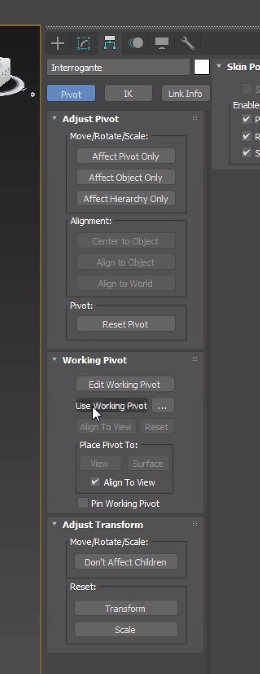 Interrogante
Skin Po
Pivot IK Link Info
Adjust Pivot
Enable
Move/Rotate/Scale:
P
Affect Pivot Only
R
Affect Object Only
S
Affect Hierarchy Only
Alignment:
Center to Object
Align to Object
Align to World
Pivot:
Reset Pivot
Working Pivot
Edit Working Pivot
Use Working Pivot ...
Align To View Reset
Place Pivot To:
View Surface
Align To View
Pin Working Pivot
Adjust Transform
Move/Rotate/Scale:
Don't Affect Children
Reset:
Transform
Scale